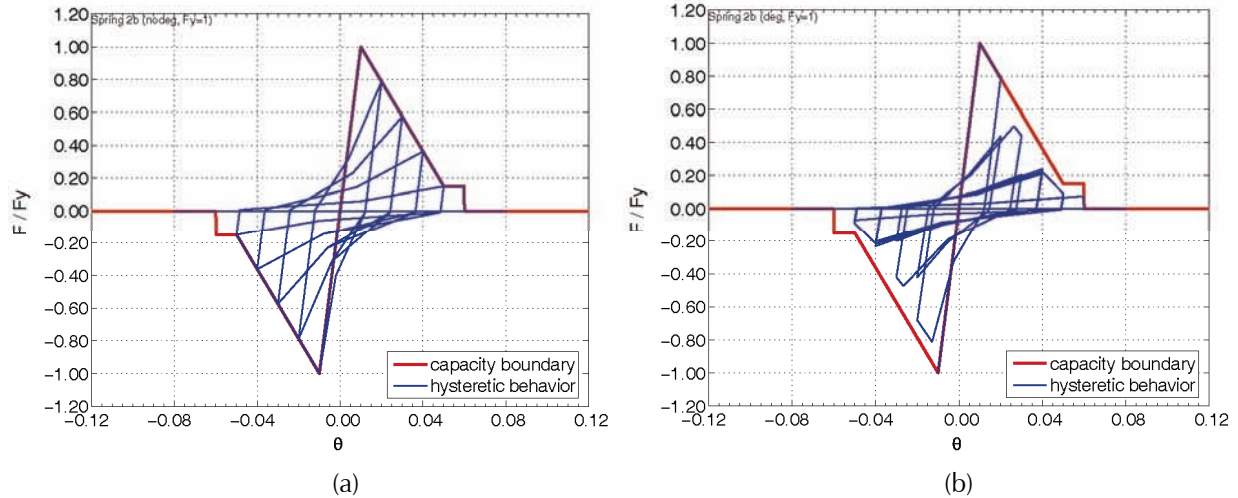 Spring 2b (nodeg, Fy=1)
1.20
1.00
0.80
0.60
0.40
0.20
0.00
−0.20
−0.40
−0.60
−0.80
−1.00
−1.20
F / Fy
capacity boundary
hysteretic behavior
−0.12 −0.08 −0.04 0.00 0.04 0.08 0.12
θ
(a)
Spring 2b (deg, Fy=1)
1.20
1.00
0.80
0.60
0.40
0.20
0.00
−0.20
−0.40
−0.60
−0.80
−1.00
−1.20
F / Fy
capacity boundary
hysteretic behavior
−0.12 −0.08 −0.04 0.00 0.04 0.08 0.12
θ
(b)